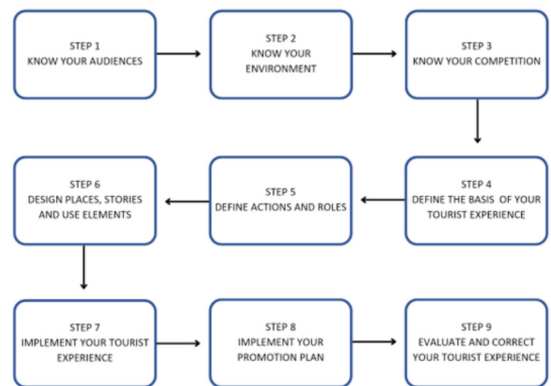 STEP 1
KNOW YOUR AUDIENCES
STEP 2
KNOW YOUR
ENVIRONMENT
STEP 3
KNOW YOUR COMPETITION
STEP 4
DEFINE THE BASIS OF YOUR
TOURIST EXPERIENCE
STEP 5
DEFINE ACTIONS AND ROLES
STEP 6
DESIGN PLACES, STORIES
AND USE ELEMENTS
STEP 7
IMPLEMENT YOUR TOURIST
EXPERIENCE
STEP 8
IMPLEMENT YOUR
PROMOTION PLAN
STEP 9
EVALUATE AND CORRECT
YOUR TOURIST EXPERIENCE